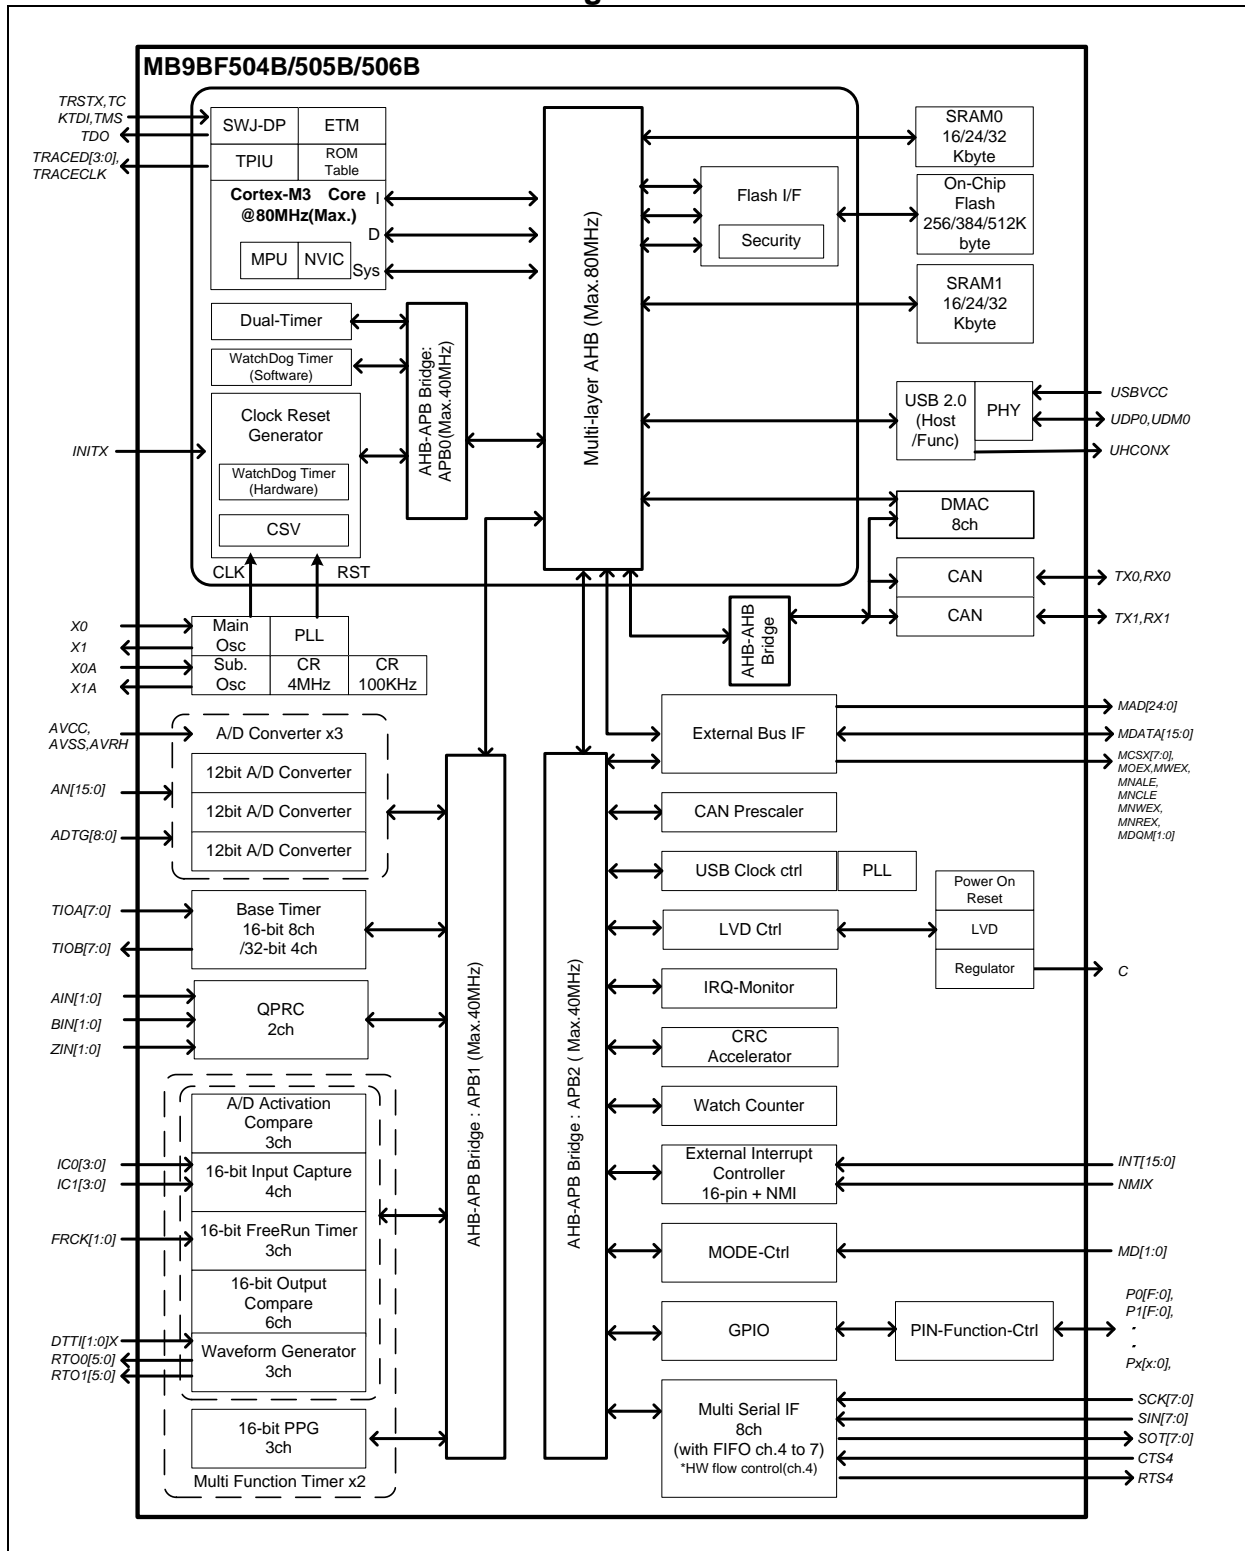 MB9BF504B/505B/506B
TRSTX,TC
KTDI,TMS
TDO
TRACED[3:0],
TRACECLK
SWJ-DP
ETM
TPIU
ROM
Table
Cortex-M3 Core
@80MHz(Max.)
I
D
Sys
MPU
NVIC
Dual-Timer
WatchDog Timer
(Software)
Clock Reset
Generator
WatchDog Timer
(Hardware)
CSV
INITX
CLK
RST
AHB-APB Bridge:
APB0(Max.40MHz)
Multi-layer AHB (Max.80MHz)
Flash I/F
Security
SRAM0
16/24/32
Kbyte
On-Chip
Flash
256/384/512K
byte
SRAM1
16/24/32
Kbyte
USB 2.0
(Host
/Func)
PHY
USBVCC
UDP0,UDM0
UHCONX
DMAC
8ch
CAN
TX0,RX0
CAN
TX1,RX1
AHB-AHB
Bridge
X0
X1
X0A
X1A
Main
Osc
PLL
Sub.
Osc
CR
4MHz
CR
100KHz
AVCC,
AVSS,AVRH
AN[15:0]
ADTG[8:0]
A/D Converter x3
12bit A/D Converter
12bit A/D Converter
12bit A/D Converter
TIOA[7:0]
TIOB[7:0]
Base Timer
16-bit 8ch
/32-bit 4ch
AIN[1:0]
BIN[1:0]
ZIN[1:0]
QPRC
2ch
A/D Activation
Compare
3ch
IC0[3:0]
IC1[3:0]
16-bit Input Capture
4ch
FRCK[1:0]
16-bit FreeRun Timer
3ch
16-bit Output
Compare
6ch
DTTI[1:0]X
RTO0[5:0]
RTO1[5:0]
Waveform Generator
3ch
16-bit PPG
3ch
Multi Function Timer x2
AHB-APB Bridge : APB1 (Max.40MHz)
AHB-APB Bridge : APB2 ( Max.40MHz)
External Bus IF
MAD[24:0]
MDATA[15:0]
MCSX[7:0],
MOEX,MWEX,
MNALE,
MNCLE
MNWEX,
MNREX,
MDQM[1:0]
CAN Prescaler
USB Clock ctrl
PLL
LVD Ctrl
Power On
Reset
LVD
Regulator
C
IRQ-Monitor
CRC
Accelerator
Watch Counter
External Interrupt
Controller
16-pin + NMI
INT[15:0]
NMIX
MODE-Ctrl
MD[1:0]
GPIO
PIN-Function-Ctrl
P0[F:0],
P1[F:0],
.
.
Px[x:0],
Multi Serial IF
8ch
(with FIFO ch.4 to 7)
*HW flow control(ch.4)
SCK[7:0]
SIN[7:0]
SOT[7:0]
CTS4
RTS4